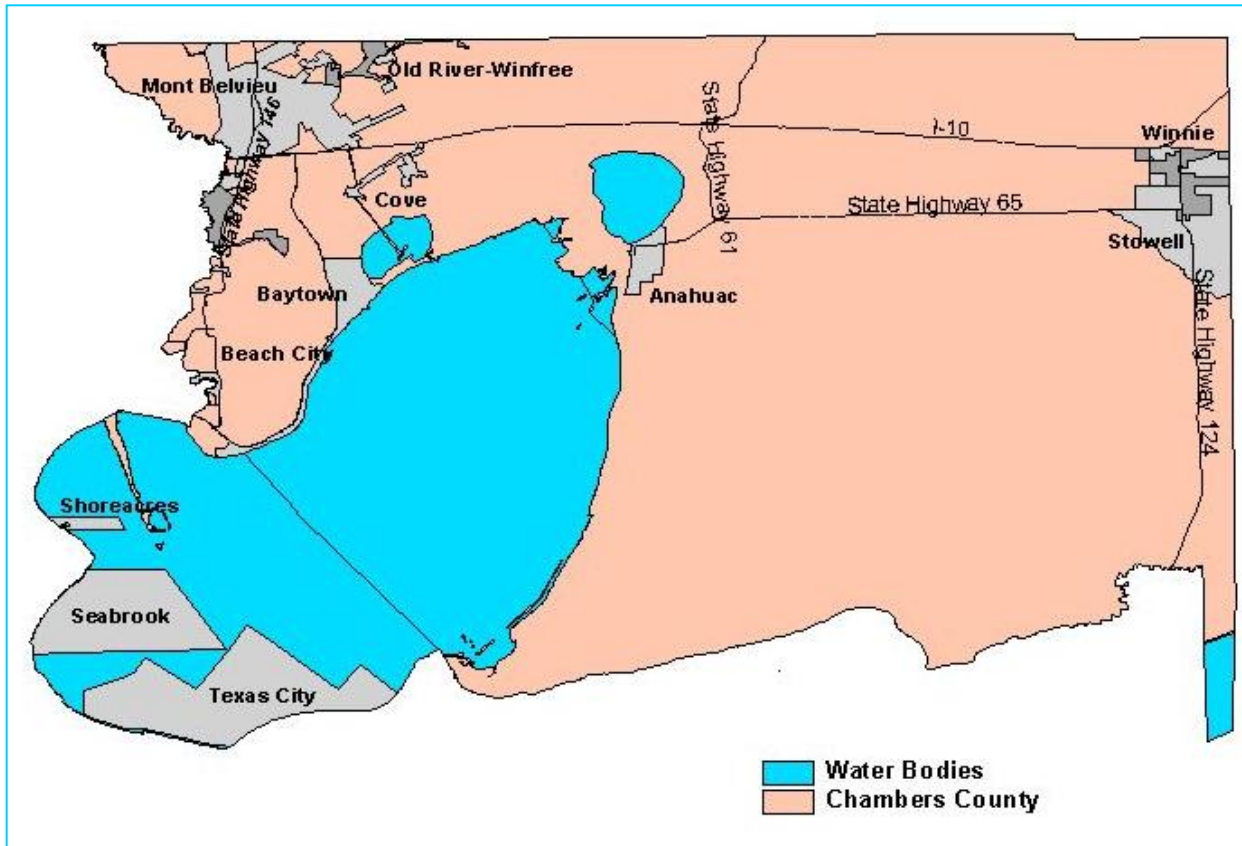 Old River-Winfree
Mont Belvieu
State Highway 146
State Highway 61
I-10
Winnie
Cove
State Highway 65
Stowell
Baytown
Anahuac
Beach City
State Highway 124
Shoreacres
Seabrook
Texas City
Water Bodies
Chambers County